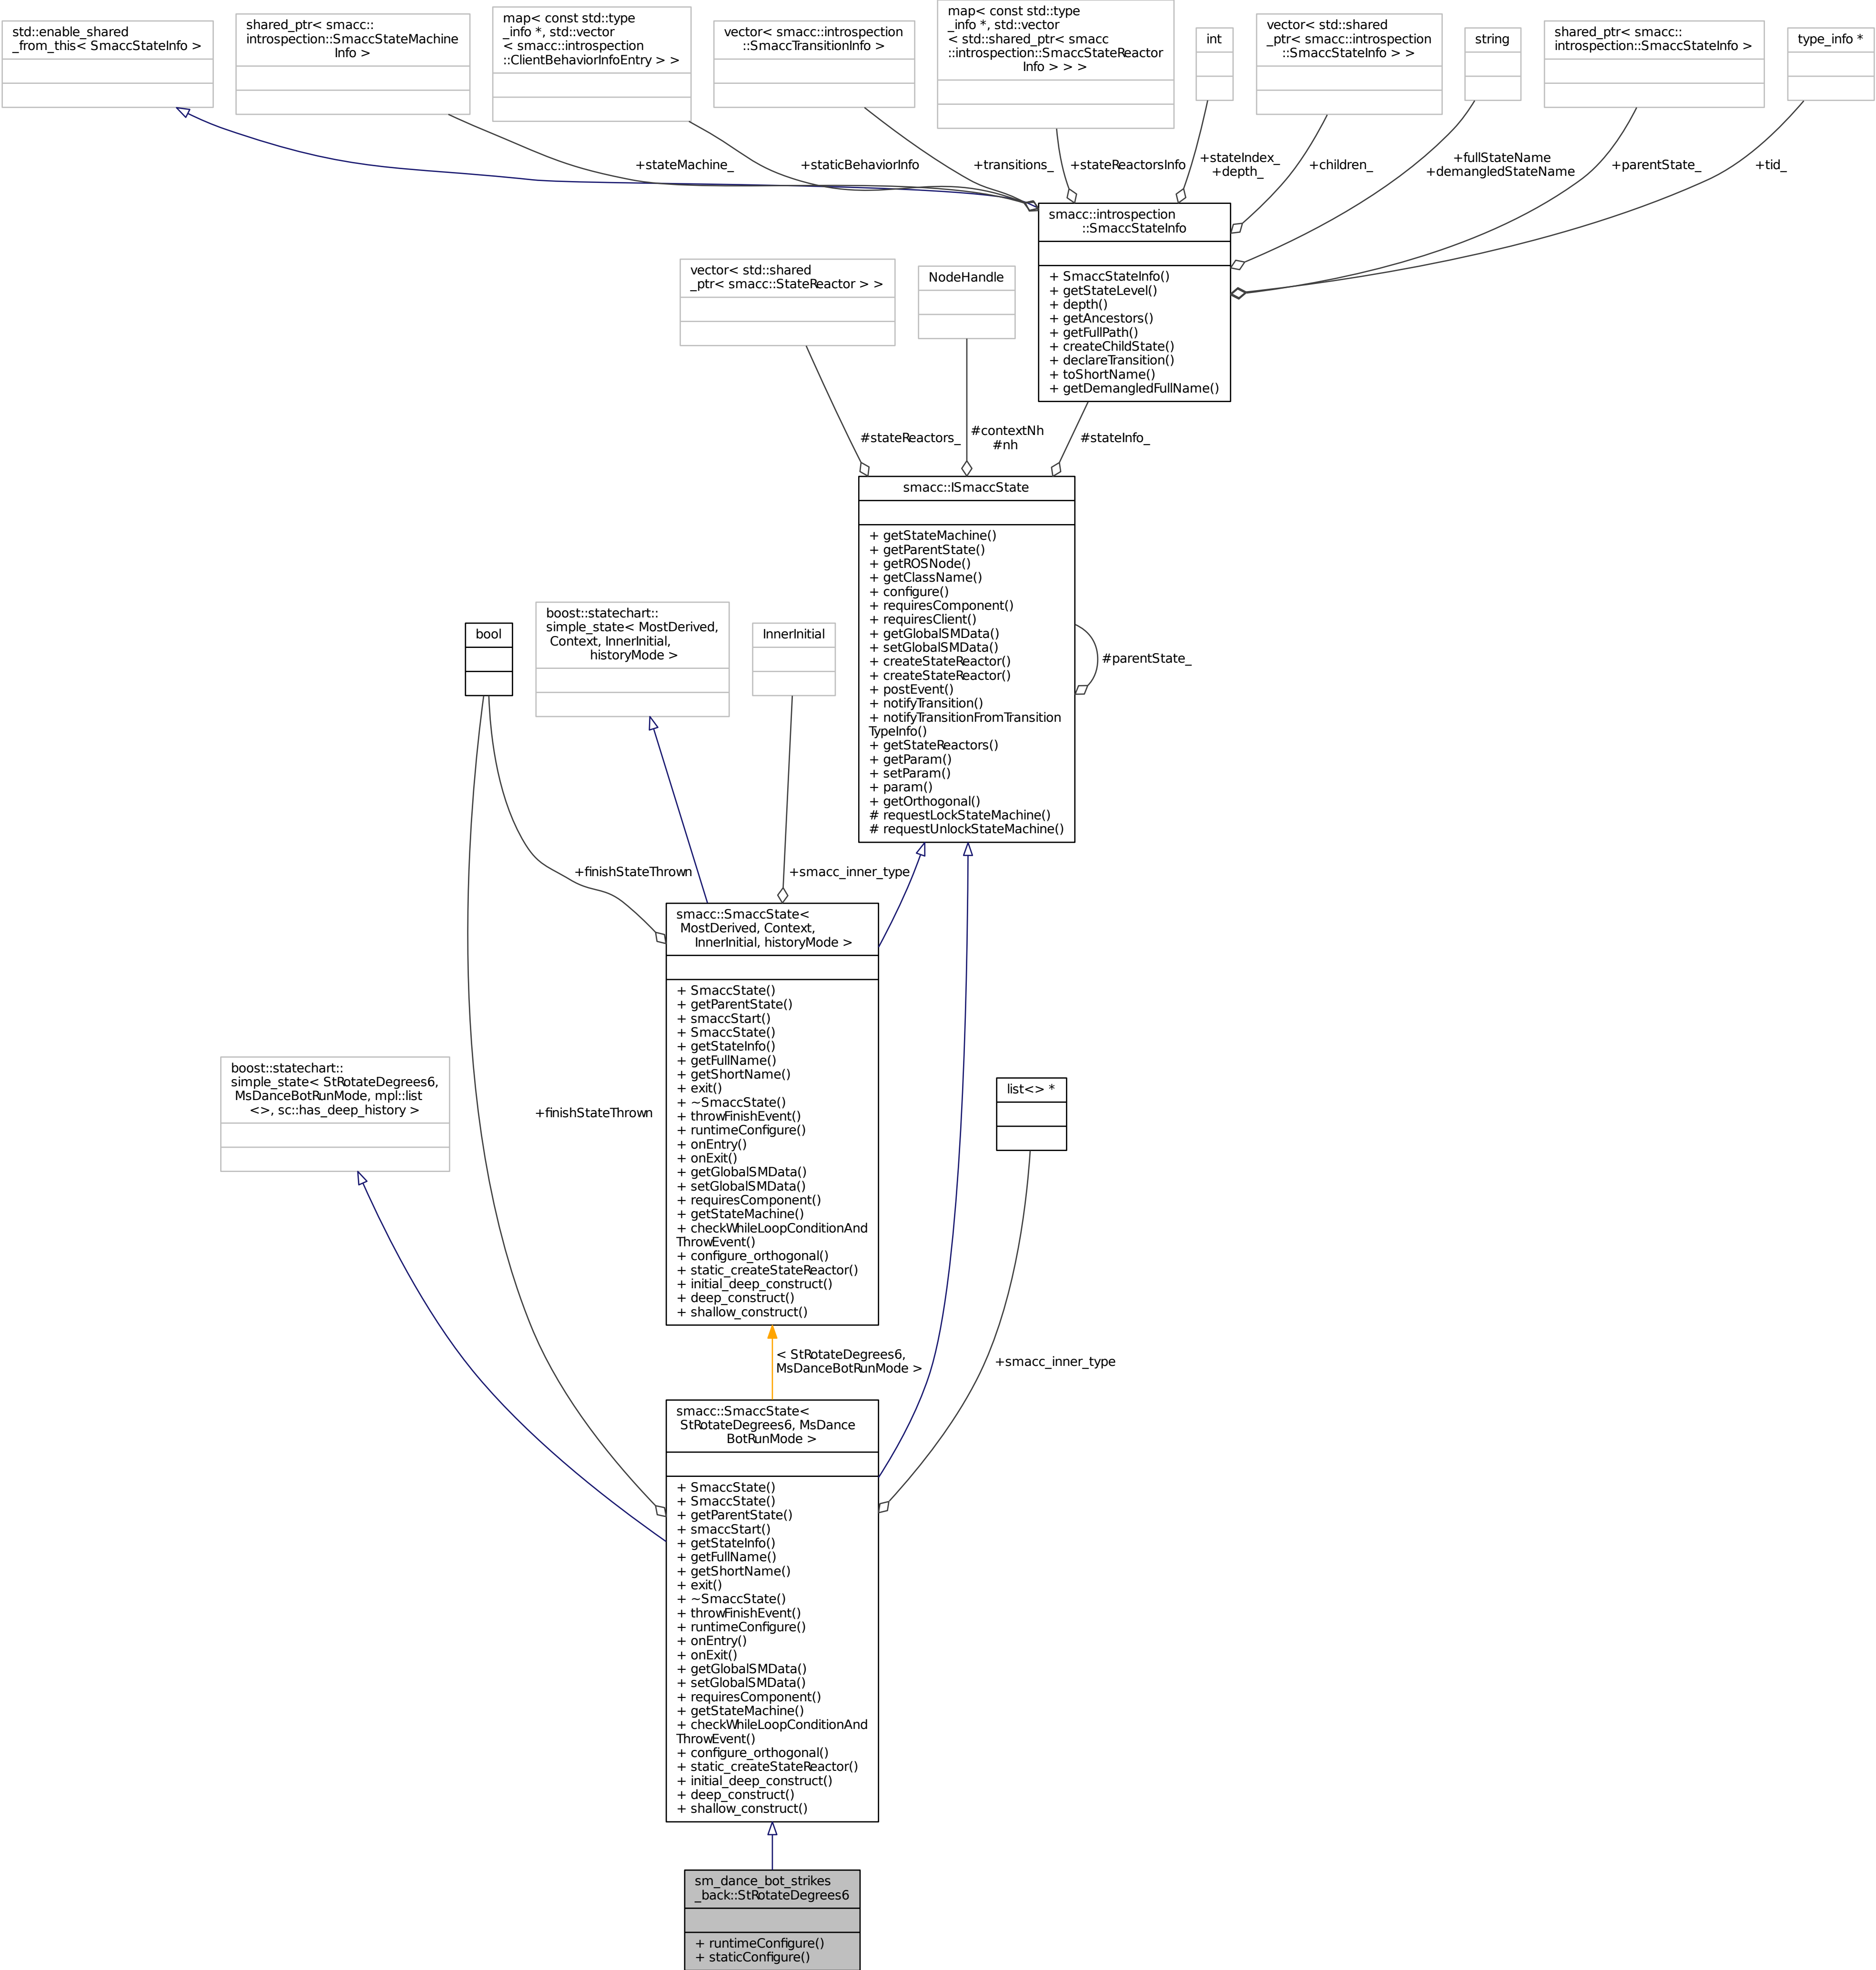 std::enable_shared
_from_this< SmaccStateInfo >
shared_ptr< smacc::
introspection::SmaccStateMachine
Info >
map< const std::type
_info *, std::vector
< smacc::introspection
::ClientBehaviorInfoEntry > >
vector< smacc::introspection
::SmaccTransitionInfo >
map< const std::type
_info *, std::vector
< std::shared_ptr< smacc
::introspection::SmaccStateReactor
Info > > >
int
vector< std::shared
_ptr< smacc::introspection
::SmaccStateInfo > >
string
shared_ptr< smacc::
introspection::SmaccStateInfo >
type_info *
+stateMachine_
+staticBehaviorInfo
+transitions_
+stateReactorsInfo
+stateIndex_
+depth_
+children_
+fullStateName
+demangledStateName
+parentState_
+tid_
smacc::introspection
::SmaccStateInfo
+ SmaccStateInfo()
+ getStateLevel()
+ depth()
+ getAncestors()
+ getFullPath()
+ createChildState()
+ declareTransition()
+ toShortName()
+ getDemangledFullName()
vector< std::shared
_ptr< smacc::StateReactor > >
NodeHandle
#stateReactors_
#contextNh
#nh
#stateInfo_
smacc::ISmaccState
+ getStateMachine()
+ getParentState()
+ getROSNode()
+ getClassName()
+ configure()
+ requiresComponent()
+ requiresClient()
+ getGlobalSMData()
+ setGlobalSMData()
+ createStateReactor()
+ createStateReactor()
+ postEvent()
+ notifyTransition()
+ notifyTransitionFromTransition
TypeInfo()
+ getStateReactors()
+ getParam()
+ setParam()
+ param()
+ getOrthogonal()
# requestLockStateMachine()
# requestUnlockStateMachine()
#parentState_
bool
boost::statechart::
simple_state< MostDerived,
Context, InnerInitial,
historyMode >
InnerInitial
+finishStateThrown
+smacc_inner_type
smacc::SmaccState<
MostDerived, Context,
InnerInitial, historyMode >
+ SmaccState()
+ getParentState()
+ smaccStart()
+ SmaccState()
+ getStateInfo()
+ getFullName()
+ getShortName()
+ exit()
+ ~SmaccState()
+ throwFinishEvent()
+ runtimeConfigure()
+ onEntry()
+ onExit()
+ getGlobalSMData()
+ setGlobalSMData()
+ requiresComponent()
+ getStateMachine()
+ checkWhileLoopConditionAnd
ThrowEvent()
+ configure_orthogonal()
+ static_createStateReactor()
+ initial_deep_construct()
+ deep_construct()
+ shallow_construct()
boost::statechart::
simple_state< StRotateDegrees6,
MsDanceBotRunMode, mpl::list
<>, sc::has_deep_history >
+finishStateThrown
list<> *
< StRotateDegrees6,
MsDanceBotRunMode >
+smacc_inner_type
smacc::SmaccState<
StRotateDegrees6, MsDance
BotRunMode >
+ SmaccState()
+ SmaccState()
+ getParentState()
+ smaccStart()
+ getStateInfo()
+ getFullName()
+ getShortName()
+ exit()
+ ~SmaccState()
+ throwFinishEvent()
+ runtimeConfigure()
+ onEntry()
+ onExit()
+ getGlobalSMData()
+ setGlobalSMData()
+ requiresComponent()
+ getStateMachine()
+ checkWhileLoopConditionAnd
ThrowEvent()
+ configure_orthogonal()
+ static_createStateReactor()
+ initial_deep_construct()
+ deep_construct()
+ shallow_construct()
sm_dance_bot_strikes
_back::StRotateDegrees6
+ runtimeConfigure()
+ staticConfigure()